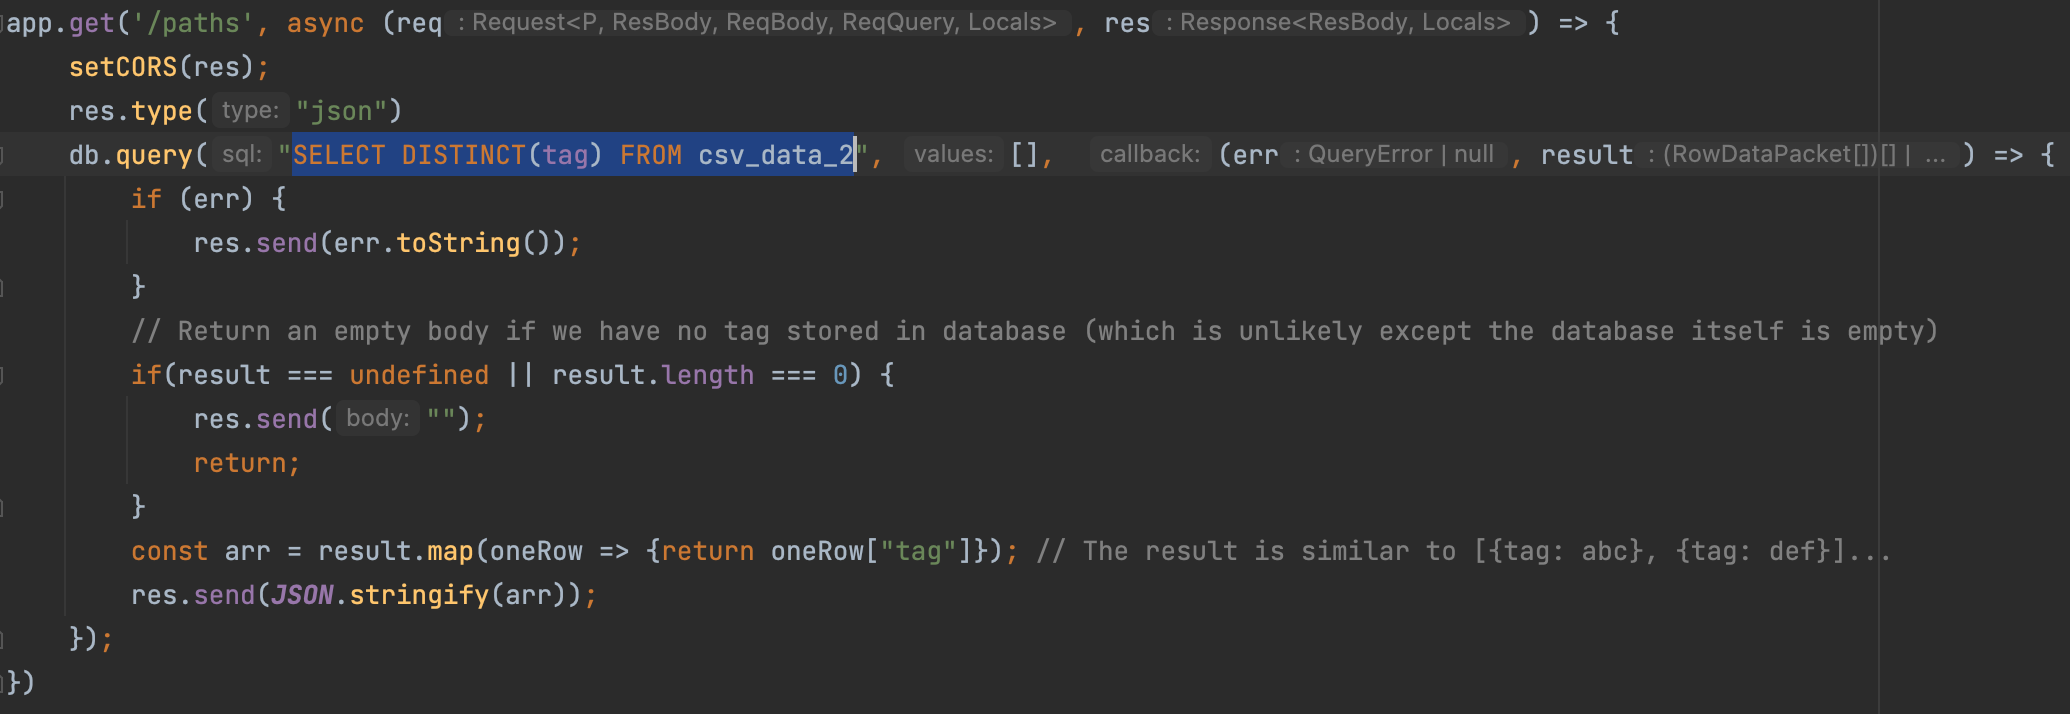 app.get('/paths', async (req : Request<P, ResBody, ReqBody, ReqQuery, Locals> , res : Response<ResBody, Locals> ) => {
    setCORS(res);
    res.type( type: "json")
    db.query( sql: "SELECT DISTINCT(tag) FROM csv_data_2", values: [], callback: (err : QueryError | null , result : (RowDataPacket[])[] | ... ) => {
        if (err) {
            res.send(err.toString());
        }
        // Return an empty body if we have no tag stored in database (which is unlikely except the database itself is empty)
        if(result === undefined || result.length === 0) {
            res.send( body: "");
            return;
        }
        const arr = result.map(oneRow => {return oneRow["tag"]}); // The result is similar to [{tag: abc}, {tag: def}]...
        res.send(JSON.stringify(arr));
    });
})